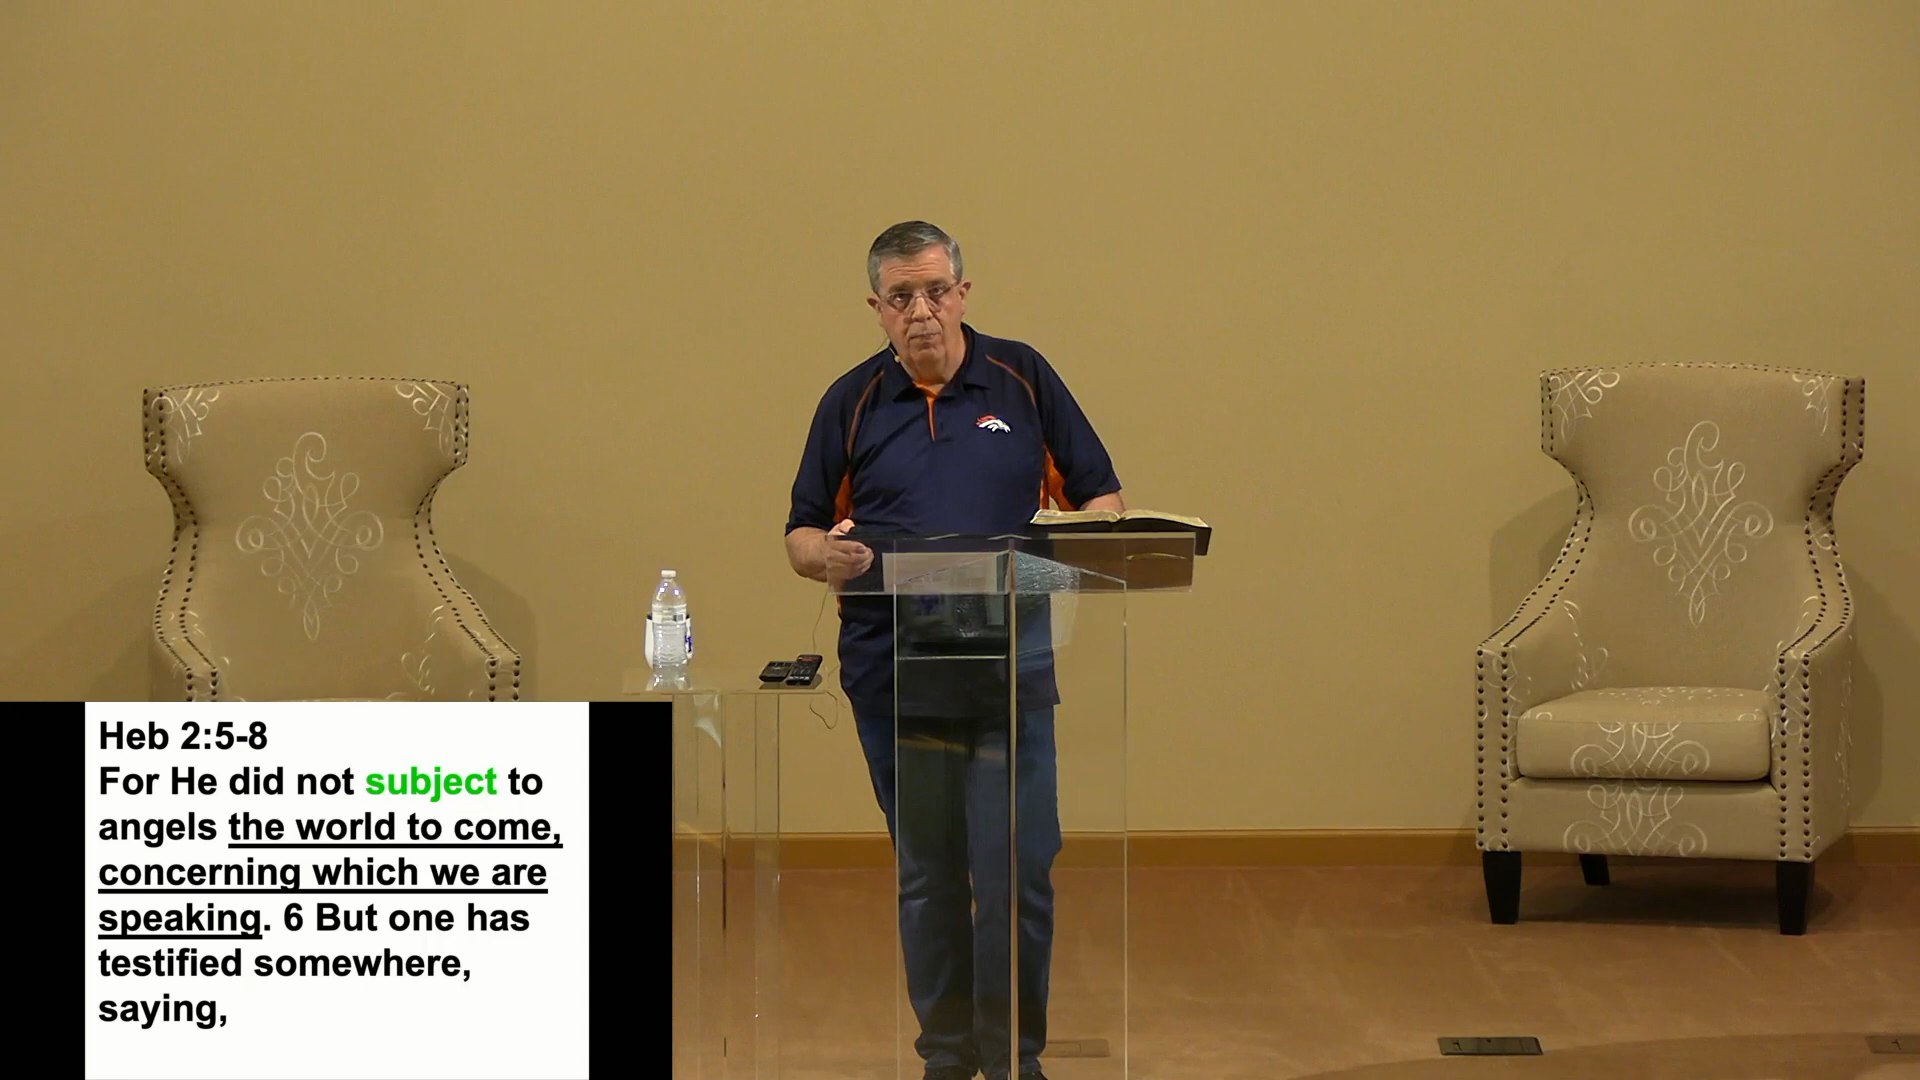 Heb 2:5-8
For He did not subject to
angels the world to come,
concerning which we are
speaking. 6 But one has
testified somewhere,
saying,